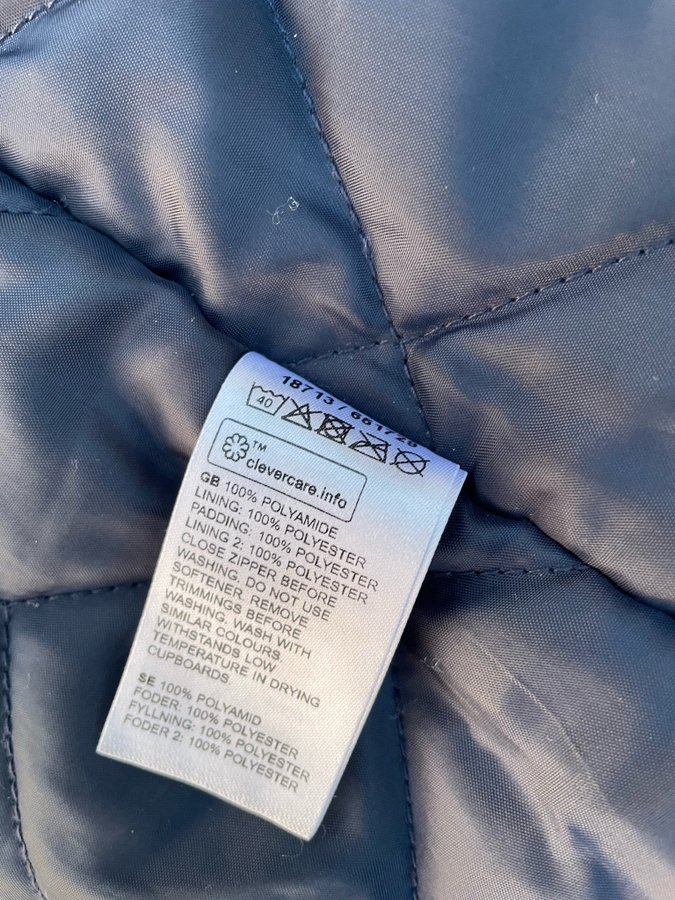 18713 / 661728
40
TM
clevercare.info
GB 100% POLYAMIDE
LINING: 100% POLYESTER
PADDING: 100% POLYESTER
LINING 2: 100% POLYESTER
CLOSE ZIPPER BEFORE
WASHING. DO NOT USE
SOFTENER. REMOVE
TRIMMINGS BEFORE
WASHING. WASH WITH
SIMILAR COLOURS.
WITHSTANDS LOW
TEMPERATURE IN DRYING
CUPBOARDS
SE 100% POLYAMID
FODER: 100% POLYESTER
FYLLNING: 100% POLYESTER
FODER 2: 100% POLYESTER